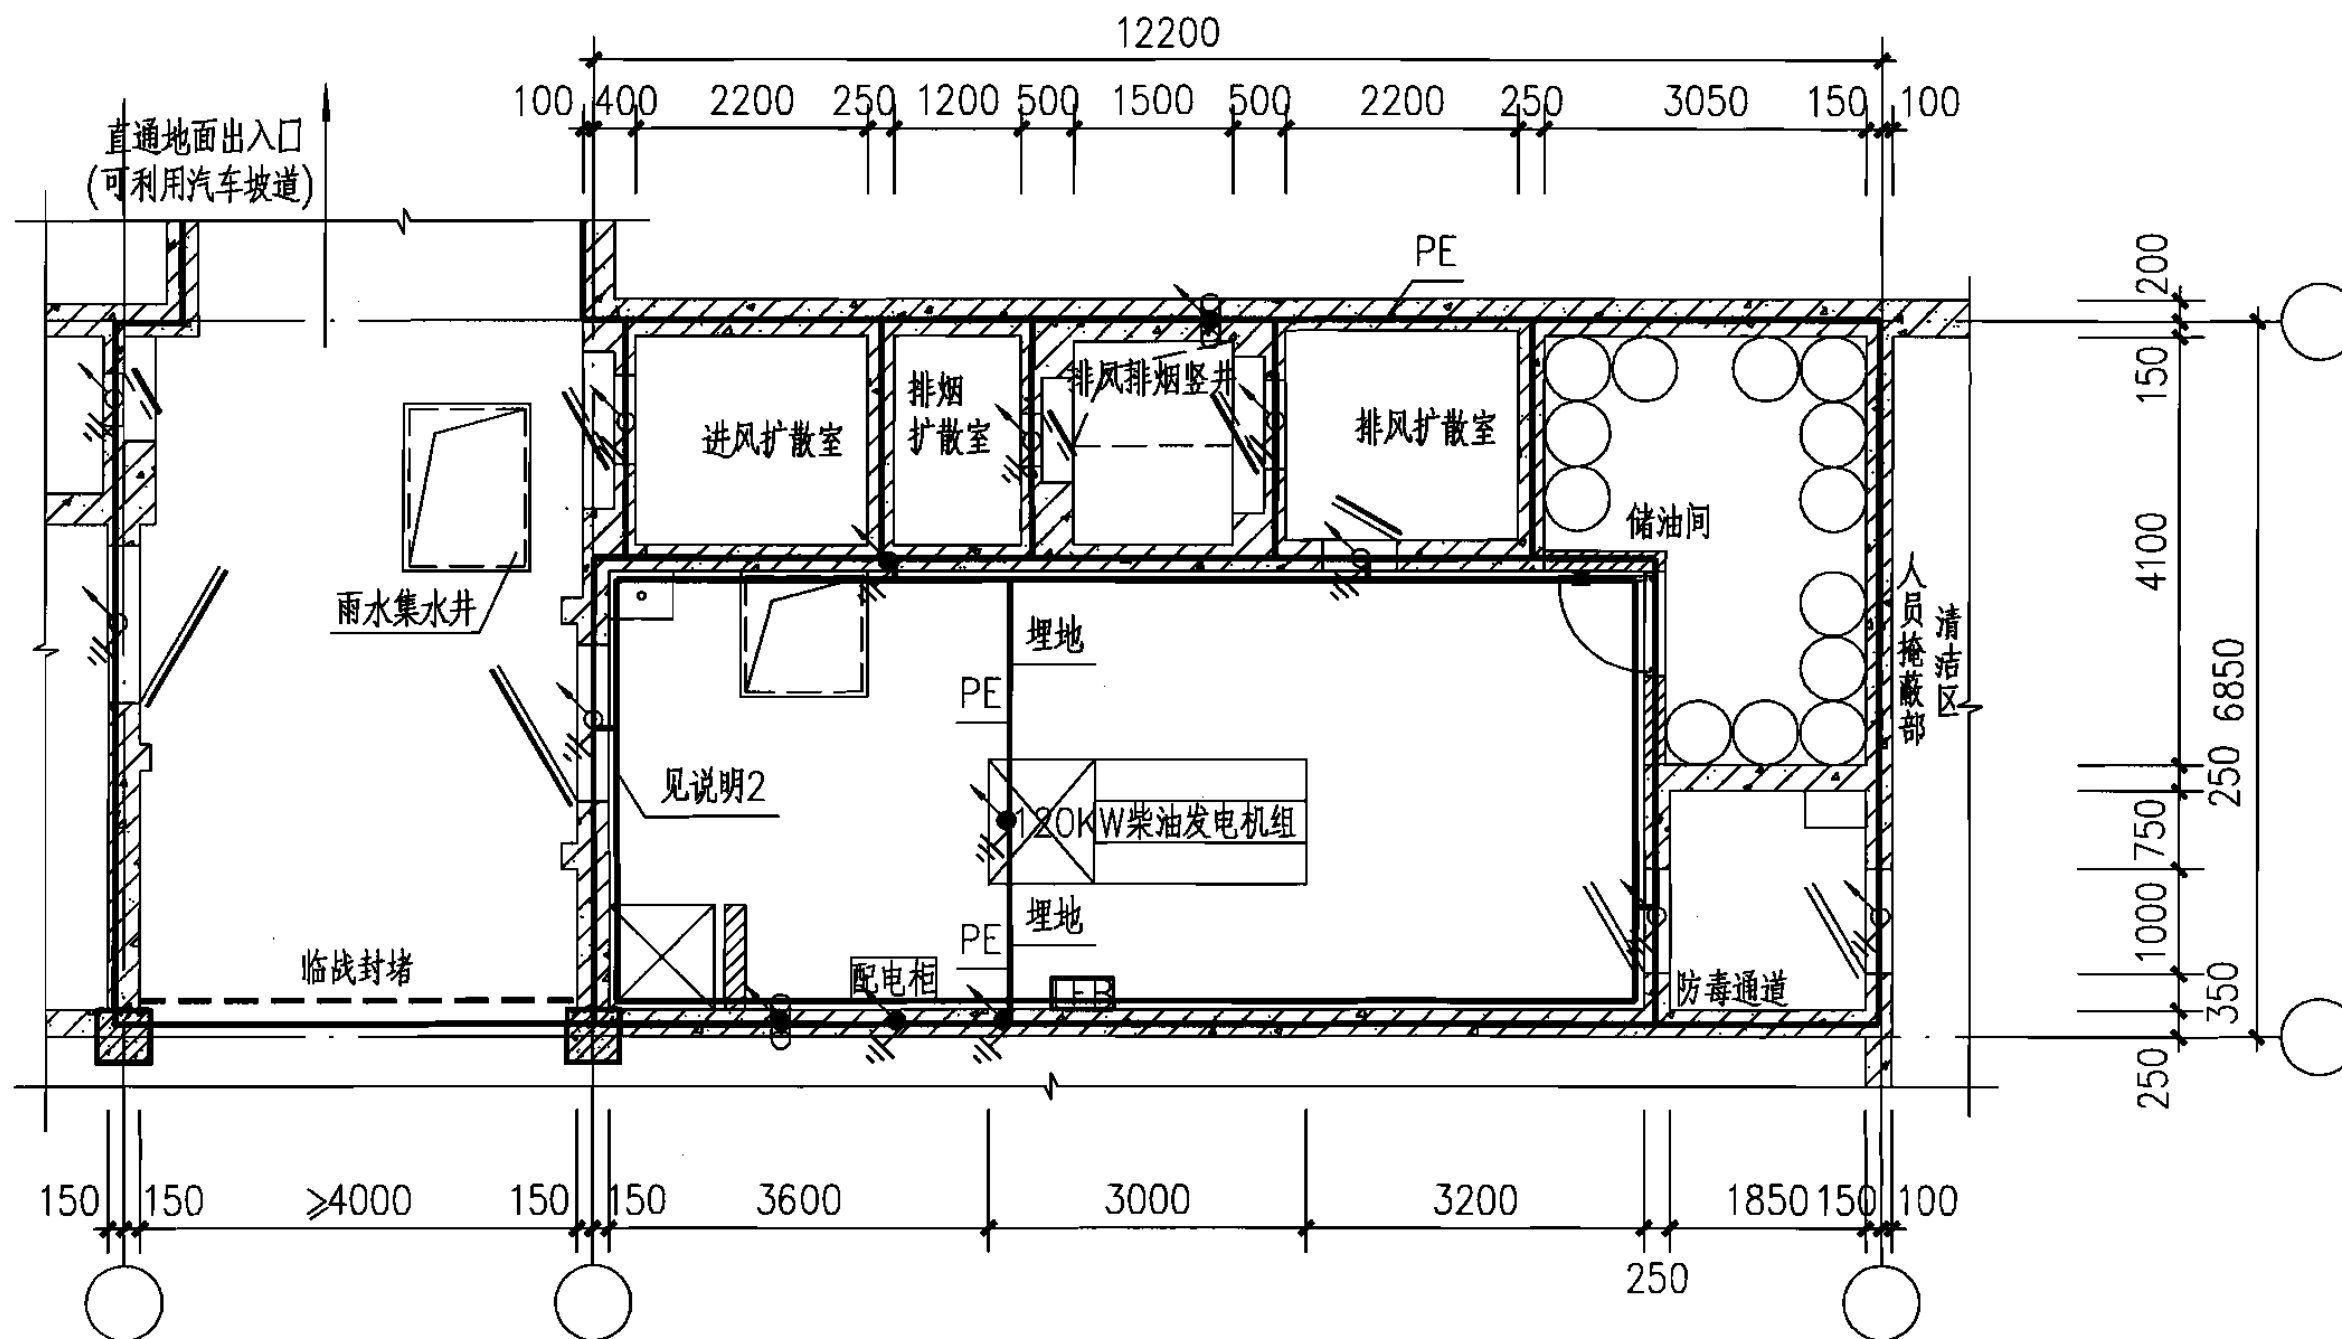 12200
100 400 2200 250 1200 500 1500 500 2200 250 3050 150 100
直通地面出入口
(可利用汽车坡道)
PE
200
150
4100
6850
250
750
1000
350
250
进风扩散室
排烟
扩散室
排风排烟竖井
排风扩散室
储油间
雨水集水井
埋地
PE
见说明2
120KW柴油发电机组
人员掩蔽部
清洁区
埋地
PE
临战封堵
配电柜
防毒通道
150 150 ≥4000 150 150 3600 3000 3200 1850 150 100
250